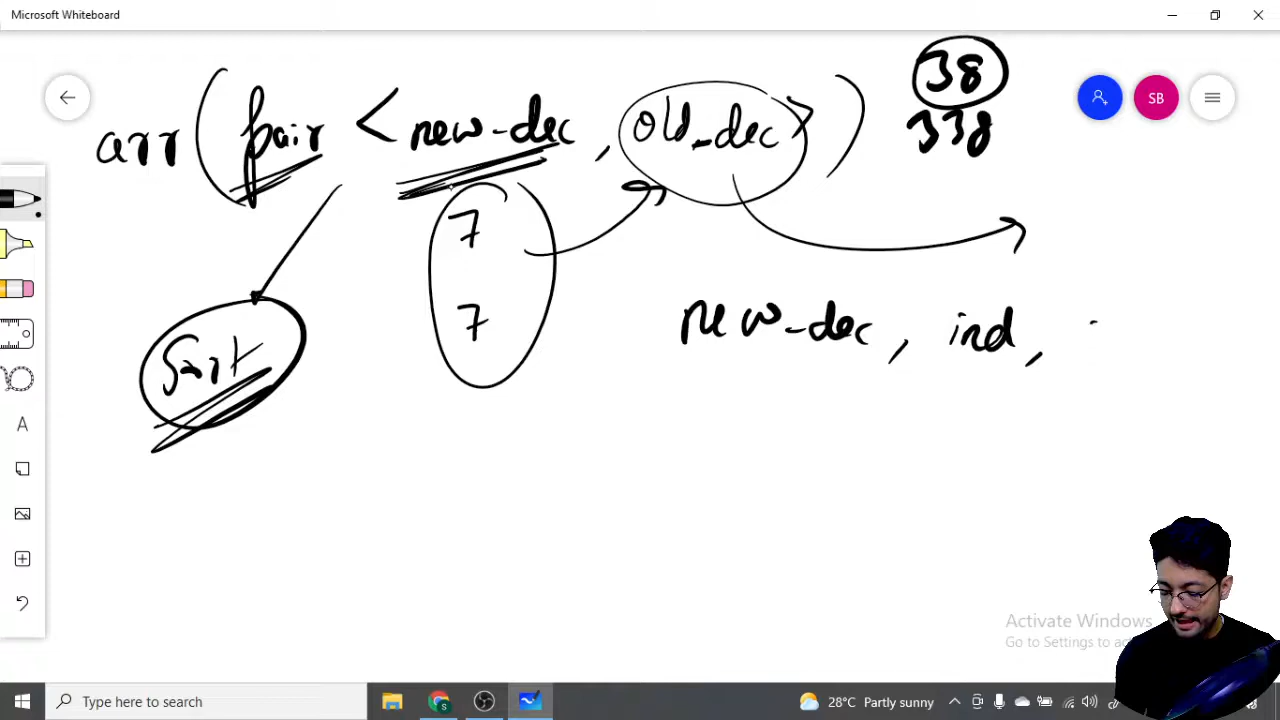 Microsoft Whiteboard
38
338
arr (pair < new-dec, old-dec >)
SB
7
7
new-dec, ind,
Sort
A
Activate Windows
Go to Settings to
Type here to search
28°C Partly sunny